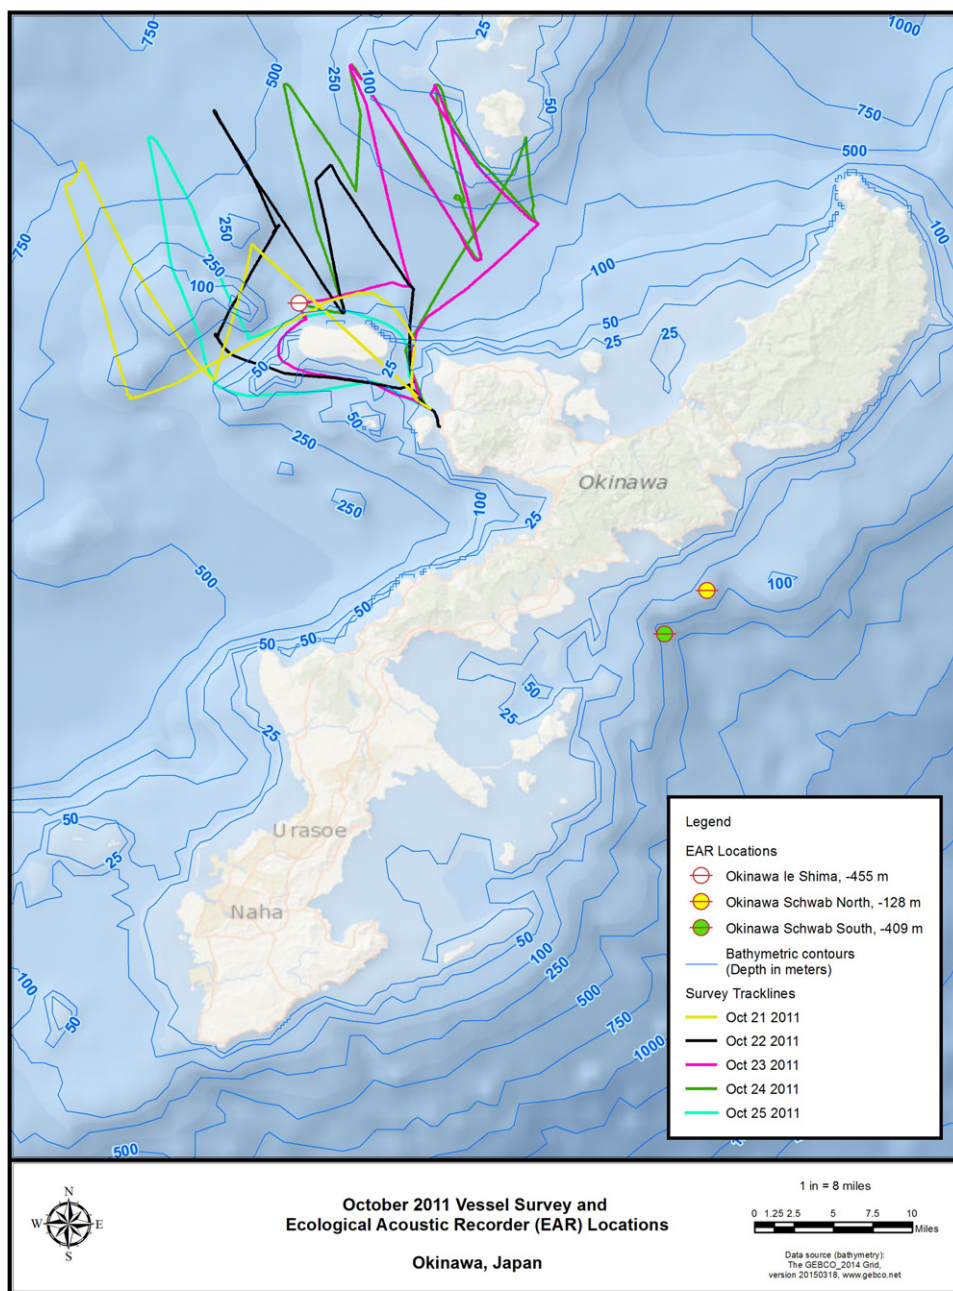 750
1000
25
500
250
100
50
750
500
100
750
250
250
100
100
50
25
25
50
25
50
250
100
25
Okinawa
250
500
100
50
50
50
50
25
50
25
50
25
Urasoe
Naha
50
100
250
500
750
1000
100
50
500
Legend
EAR Locations
Okinawa Ie Shima, -455 m
Okinawa Schwab North, -128 m
Okinawa Schwab South, -409 m
Bathymetric contours
(Depth in meters)
Survey Tracklines
Oct 21 2011
Oct 22 2011
Oct 23 2011
Oct 24 2011
Oct 25 2011
N
W E
S
October 2011 Vessel Survey and
Ecological Acoustic Recorder (EAR) Locations
Okinawa, Japan
1 in = 8 miles
0 1.25 2.5 5 7.5 10
Miles
Data source (bathymetry):
The GEBCO_2014 Grid,
version 20150318, www.gebco.net